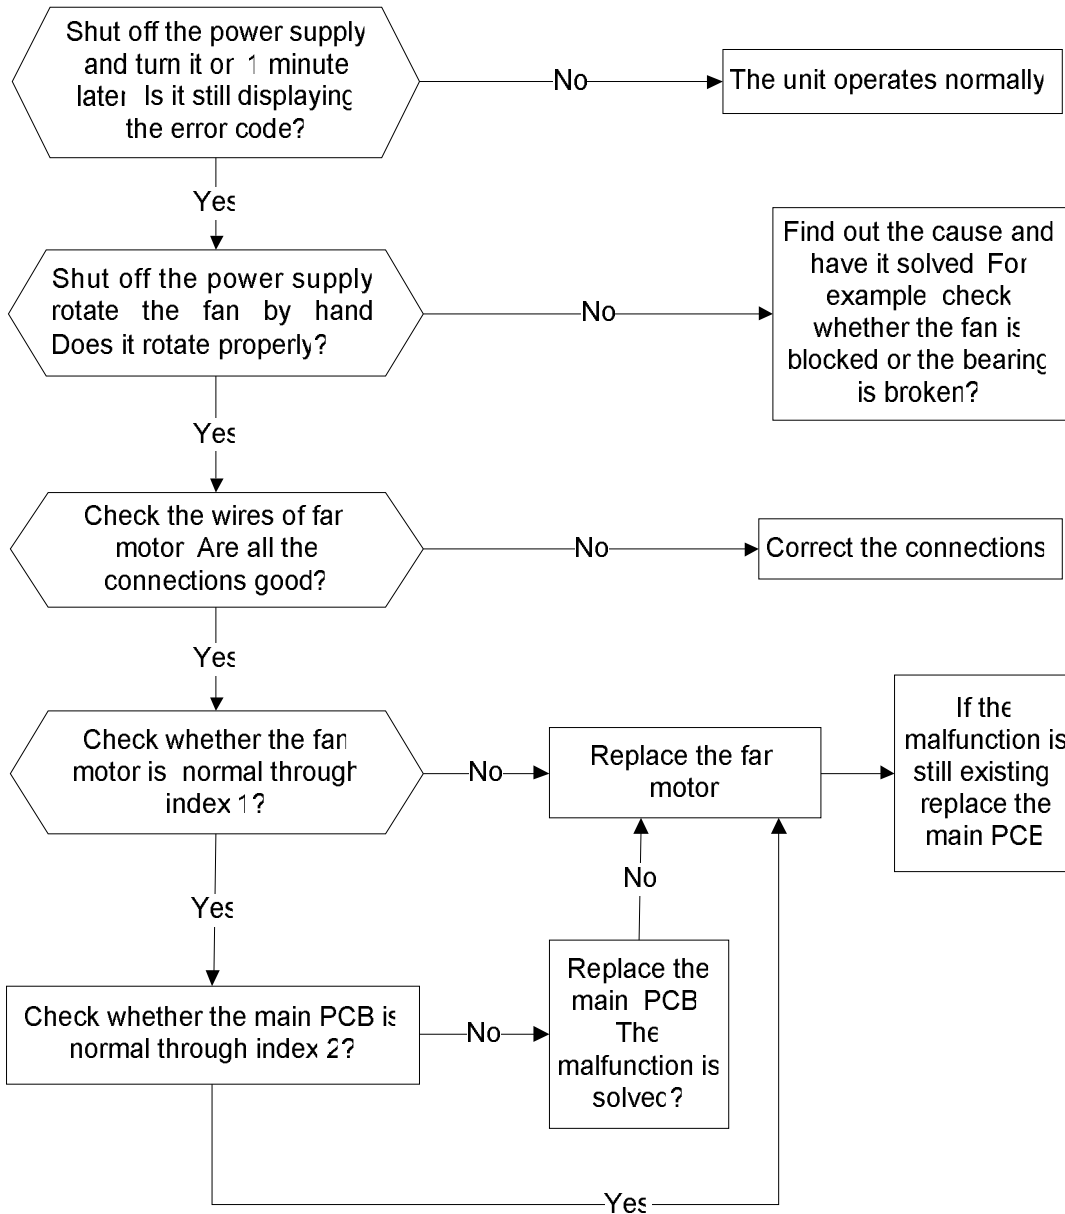 Shut off the power supply
and turn it or 1 minute
later Is it still displaying
the error code?
No
The unit operates normally
Yes
Shut off the power supply
rotate the fan by hand
Does it rotate properly?
No
Find out the cause and
have it solved For
example check
whether the fan is
blocked or the bearing
is broken?
Yes
Check the wires of far
motor Are all the
connections good?
No
Correct the connections
Yes
Check whether the fan
motor is normal through
index 1?
No
Replace the far
motor
If the
malfunction is
still existing
replace the
main PCE
Yes
No
Check whether the main PCB is
normal through index 2?
No
Replace the
main PCB
The
malfunction is
solved?
Yes